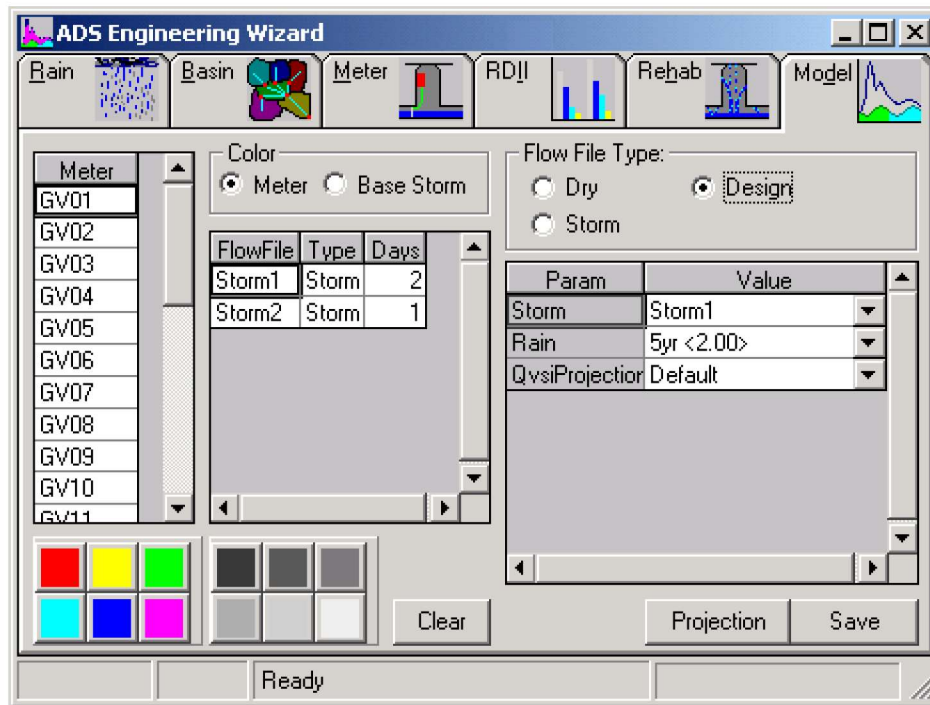 ADS Engineering Wizard
Rain Basin Meter RDII Rehab Model
Meter
GV01
GV02
GV03
GV04
GV05
GV06
GV07
GV08
GV09
GV10
GV11
Color
Meter Base Storm
FlowFile Type Days
Storm1 Storm 2
Storm2 Storm 1
Flow File Type:
Dry Design
Storm
Param Value
Storm Storm1
Rain 5yr <2.00>
QvsiProjection Default
Clear
Projection Save
Ready